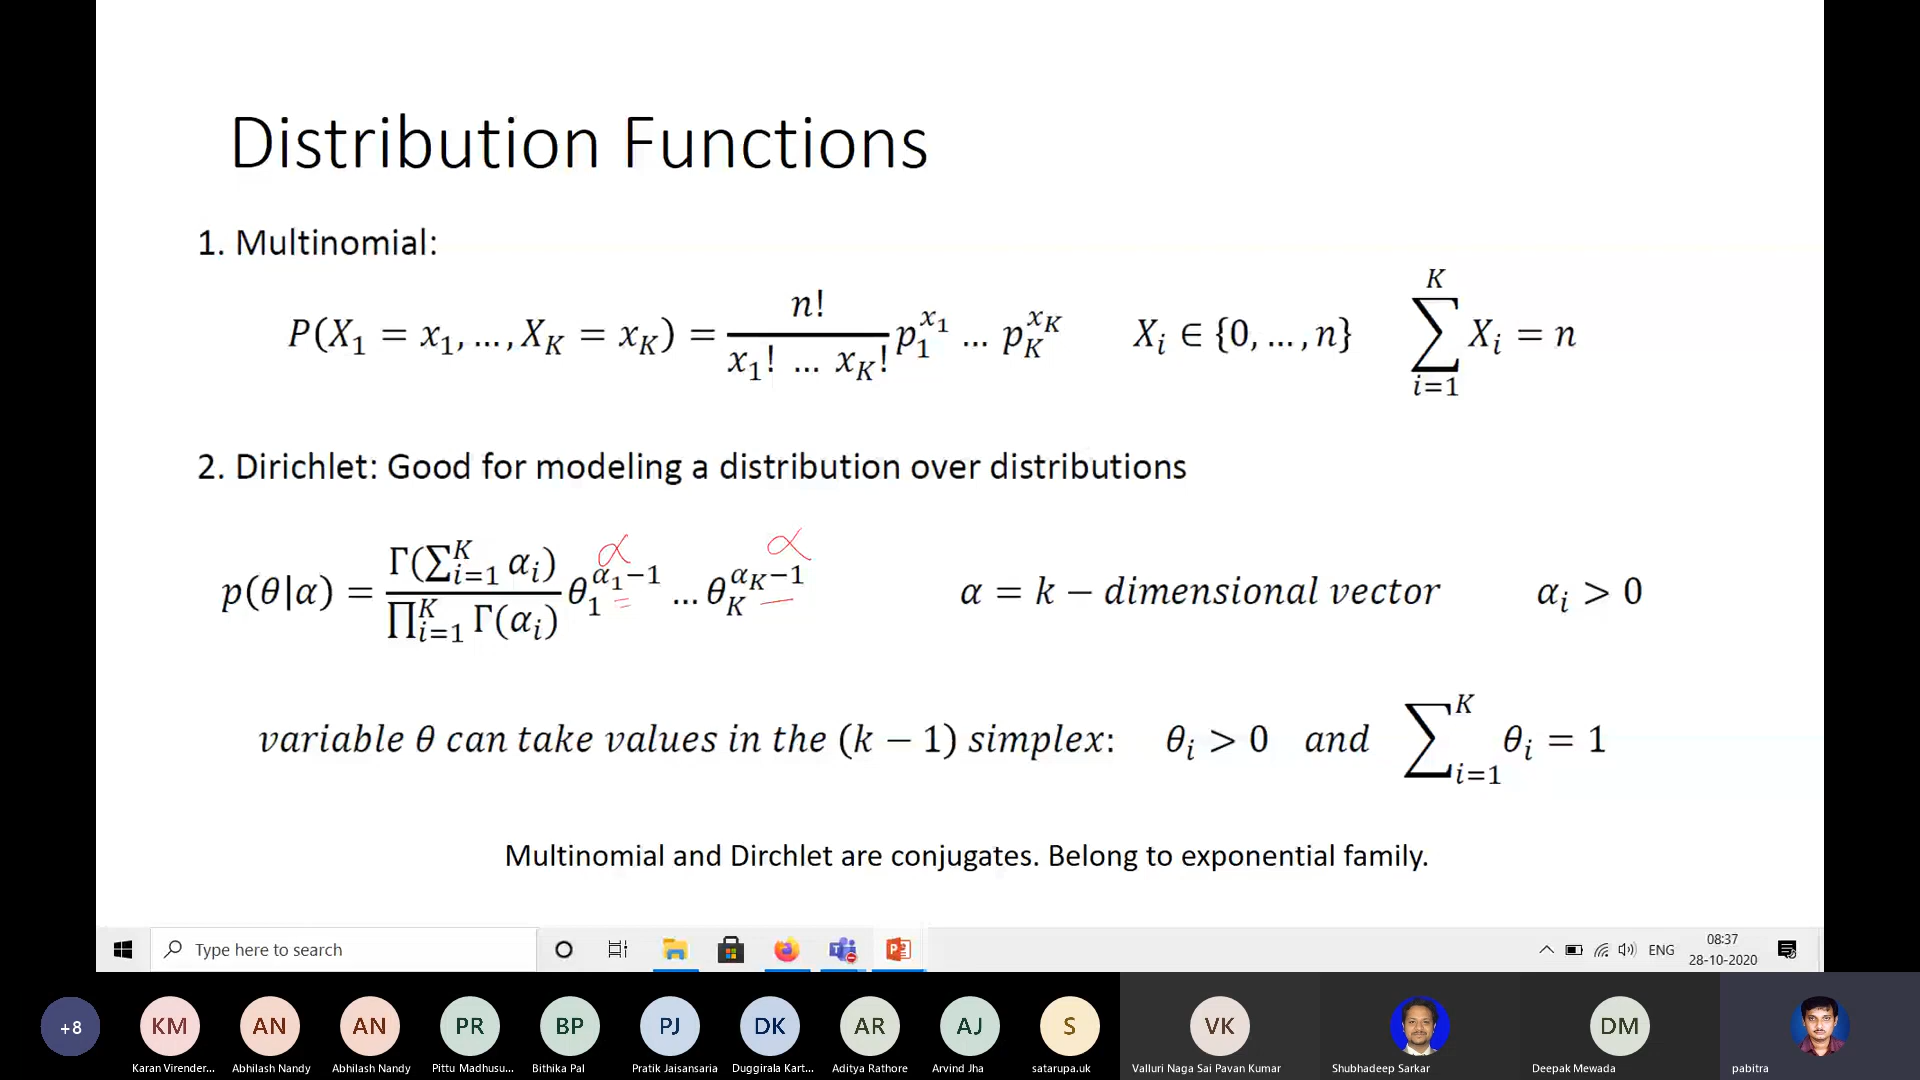 Distribution Functions
1. Multinomial:
P(X₁ = x₁, …, X_K = x_K) = n! / (x₁! … x_K!) p₁^{x₁} … p_K^{x_K} X_i ∈ {0, …, n} ∑_{i=1}^{K} X_i = n
2. Dirichlet: Good for modeling a distribution over distributions
α α
p(θ|α) = Γ(∑_{i=1}^{K} α_i) / ∏_{i=1}^{K} Γ(α_i) θ₁^{α₁−1} … θ_K^{α_K−1} α = k − dimensional vector α_i > 0
variable θ can take values in the (k − 1) simplex: θ_i > 0 and ∑_{i=1}^{K} θ_i = 1
Multinomial and Dirchlet are conjugates. Belong to exponential family.
Type here to search
ENG
08:37
28-10-2020
+8 KM AN AN PR BP PJ DK AR AJ S VK DM
Karan Virender... Abhilash Nandy Abhilash Nandy Pittu Madhusu... Bithika Pal Pratik Jaisansaria Duggirala Kart... Aditya Rathore Arvind Jha satarupa.uk Valluri Naga Sai Pavan Kumar Shubhadeep Sarkar Deepak Mewada pabitra